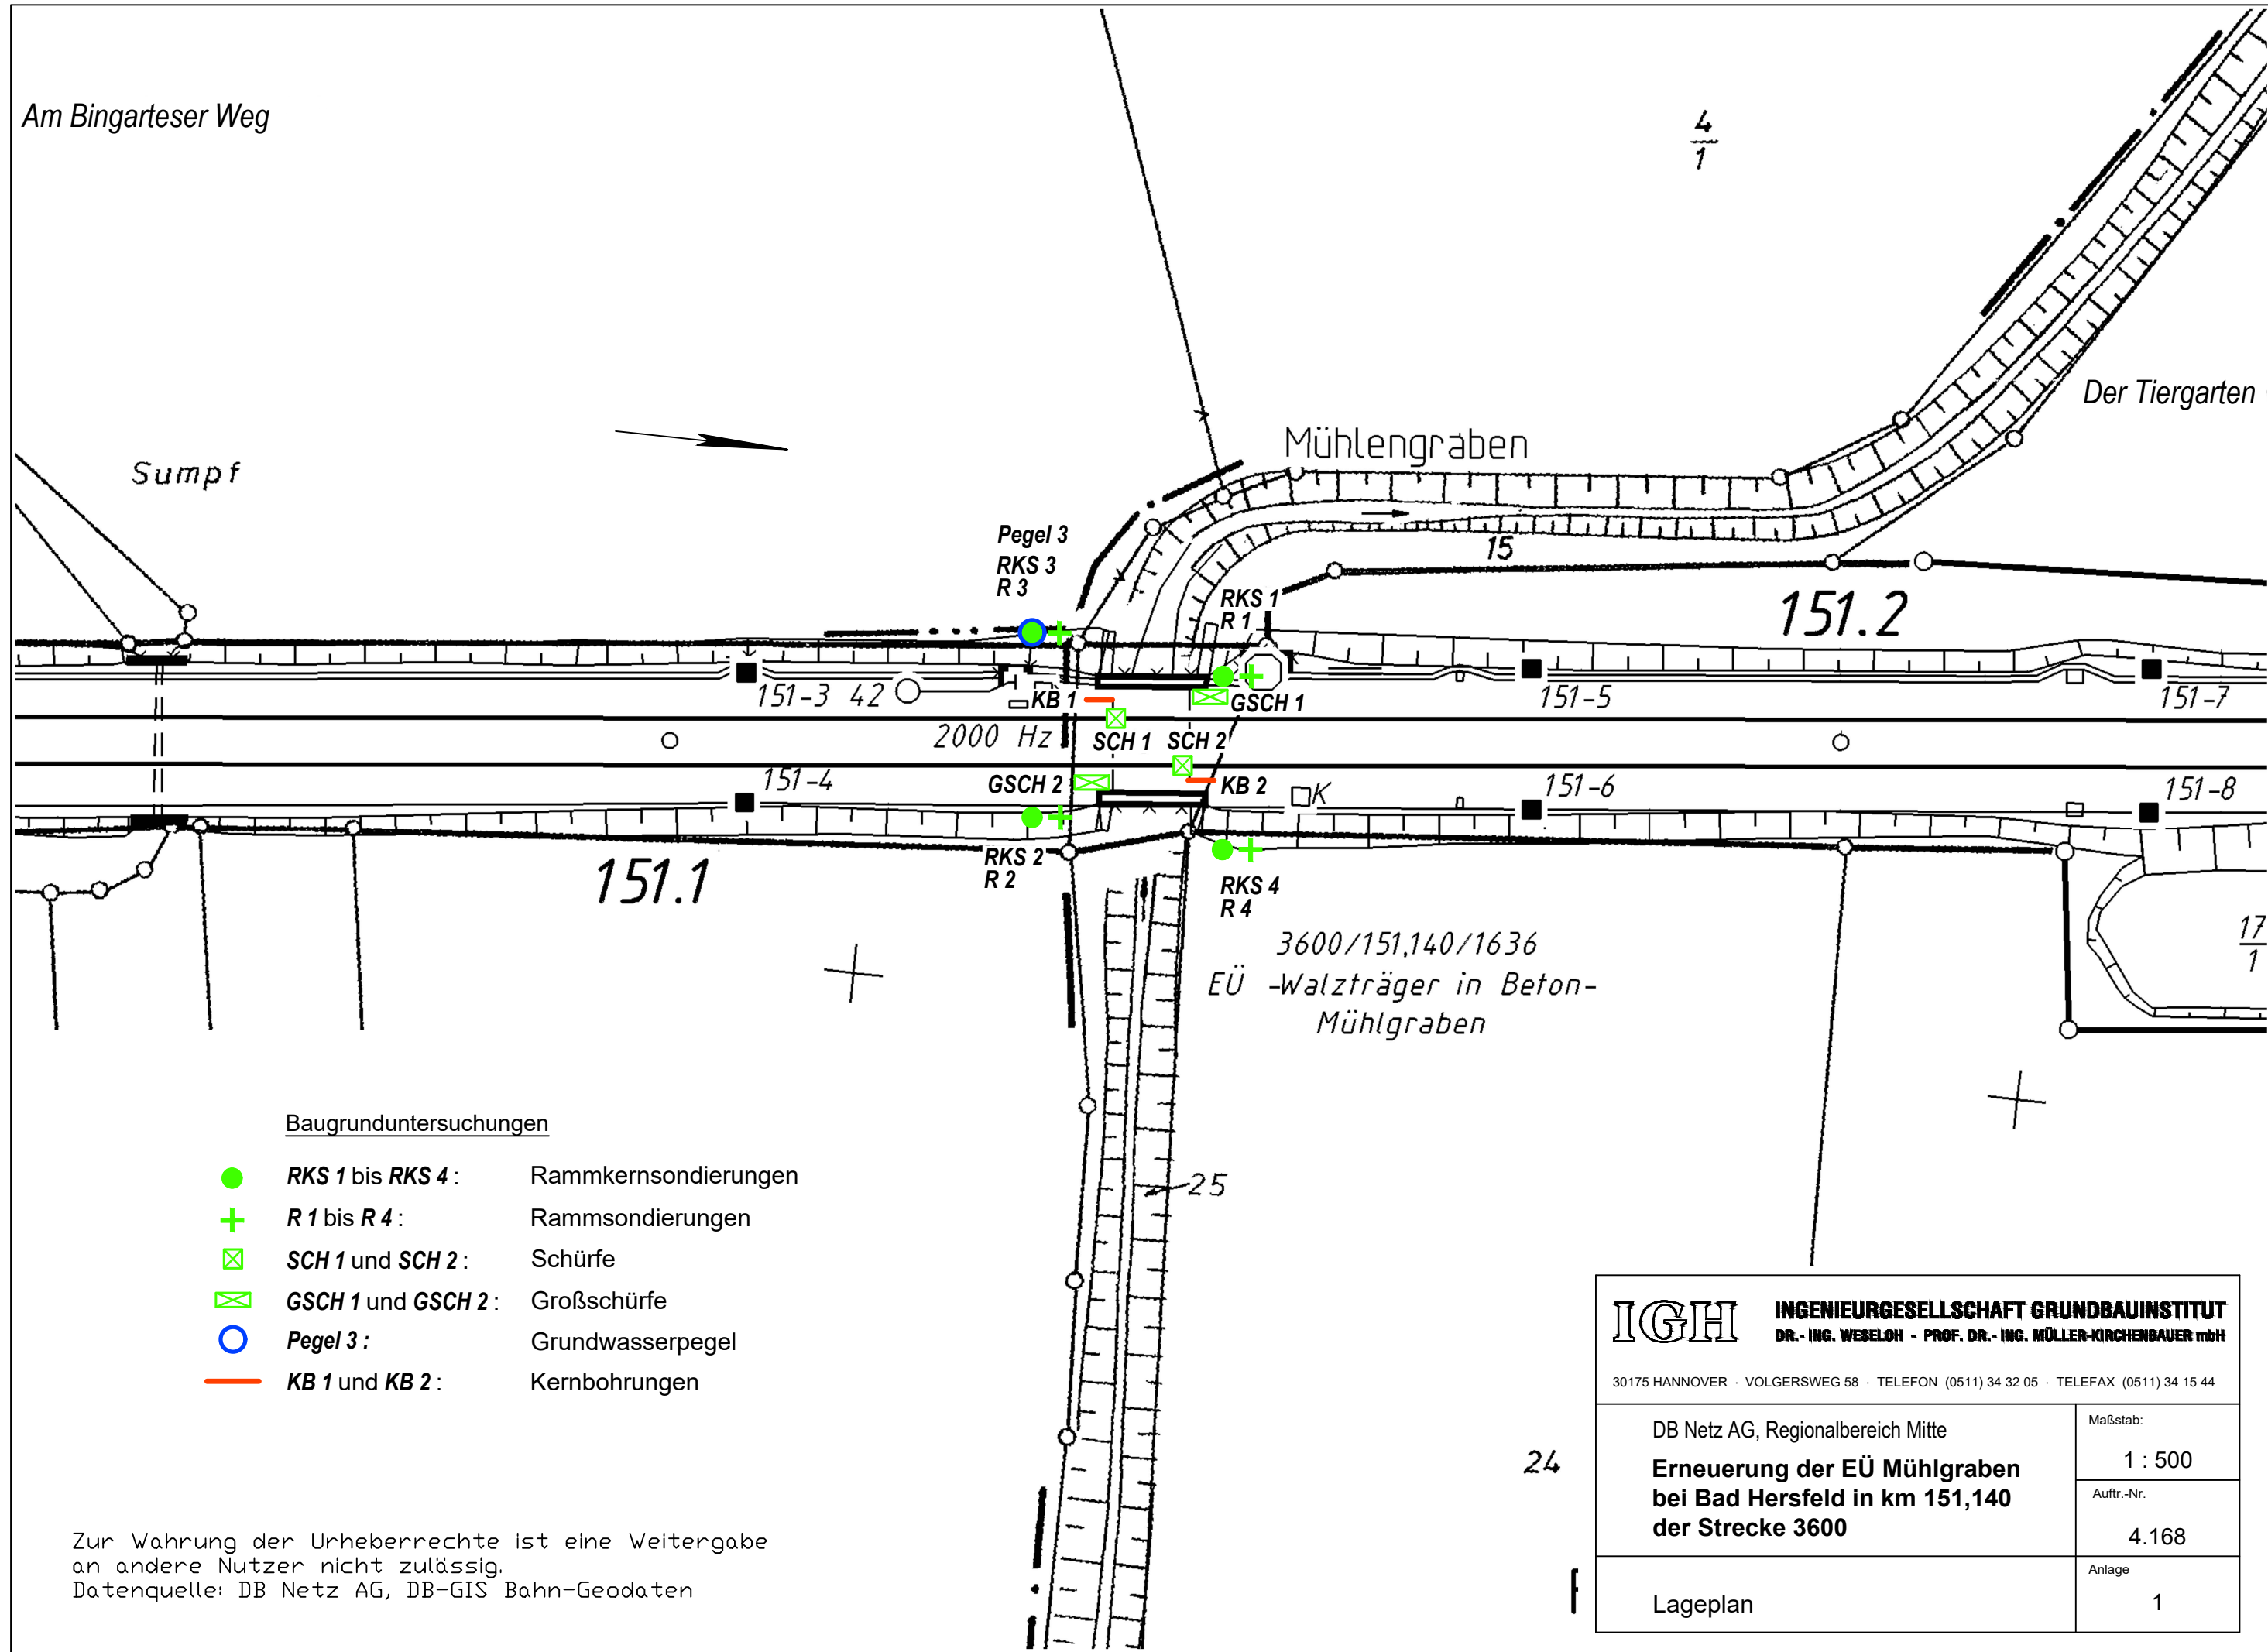 Am Bingarteser Weg
4
1
Der Tiergarten
Mühlengraben
Sumpf
Pegel 3
RKS 3
R 3
15
RKS 1
R 1
151.2
151-3
42
KB 1
GSCH 1
151-5
151-7
2000 Hz
SCH 1
SCH 2
151-4
GSCH 2
KB 2
K
151-6
151-8
151.1
RKS 2
R 2
RKS 4
R 4
17
1
3600/151,140/1636
EÜ -Walzträger in Beton-
Mühlgraben
25
24
Baugrunduntersuchungen
RKS 1 bis RKS 4 : Rammkernsondierungen
R 1 bis R 4 : Rammsondierungen
SCH 1 und SCH 2 : Schürfe
GSCH 1 und GSCH 2 : Großschürfe
Pegel 3 : Grundwasserpegel
KB 1 und KB 2 : Kernbohrungen
Zur Wahrung der Urheberrechte ist eine Weitergabe
an andere Nutzer nicht zulässig.
Datenquelle: DB Netz AG, DB-GIS Bahn-Geodaten
IGH
INGENIEURGESELLSCHAFT GRUNDBAUINSTITUT
DR.- ING. WESELOH - PROF. DR.- ING. MÜLLER-KIRCHENBAUER mbH
30175 HANNOVER · VOLGERSWEG 58 · TELEFON (0511) 34 32 05 · TELEFAX (0511) 34 15 44
DB Netz AG, Regionalbereich Mitte
Erneuerung der EÜ Mühlgraben
bei Bad Hersfeld in km 151,140
der Strecke 3600
Maßstab:
1 : 500
Auftr.-Nr.
4.168
Lageplan
Anlage
1